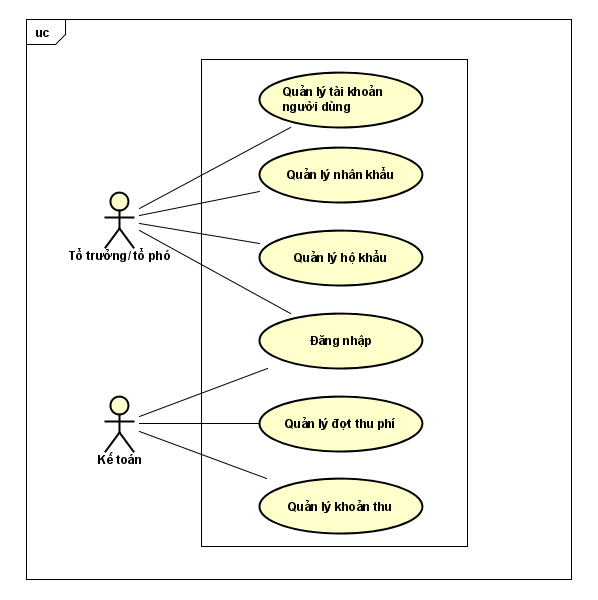 uc
Quản lý tài khoản
người dùng
Quản lý nhân khẩu
Tổ trưởng/tổ phó
Quản lý hộ khẩu
Đăng nhập
Quản lý đợt thu phí
Kế toán
Quản lý khoản thu